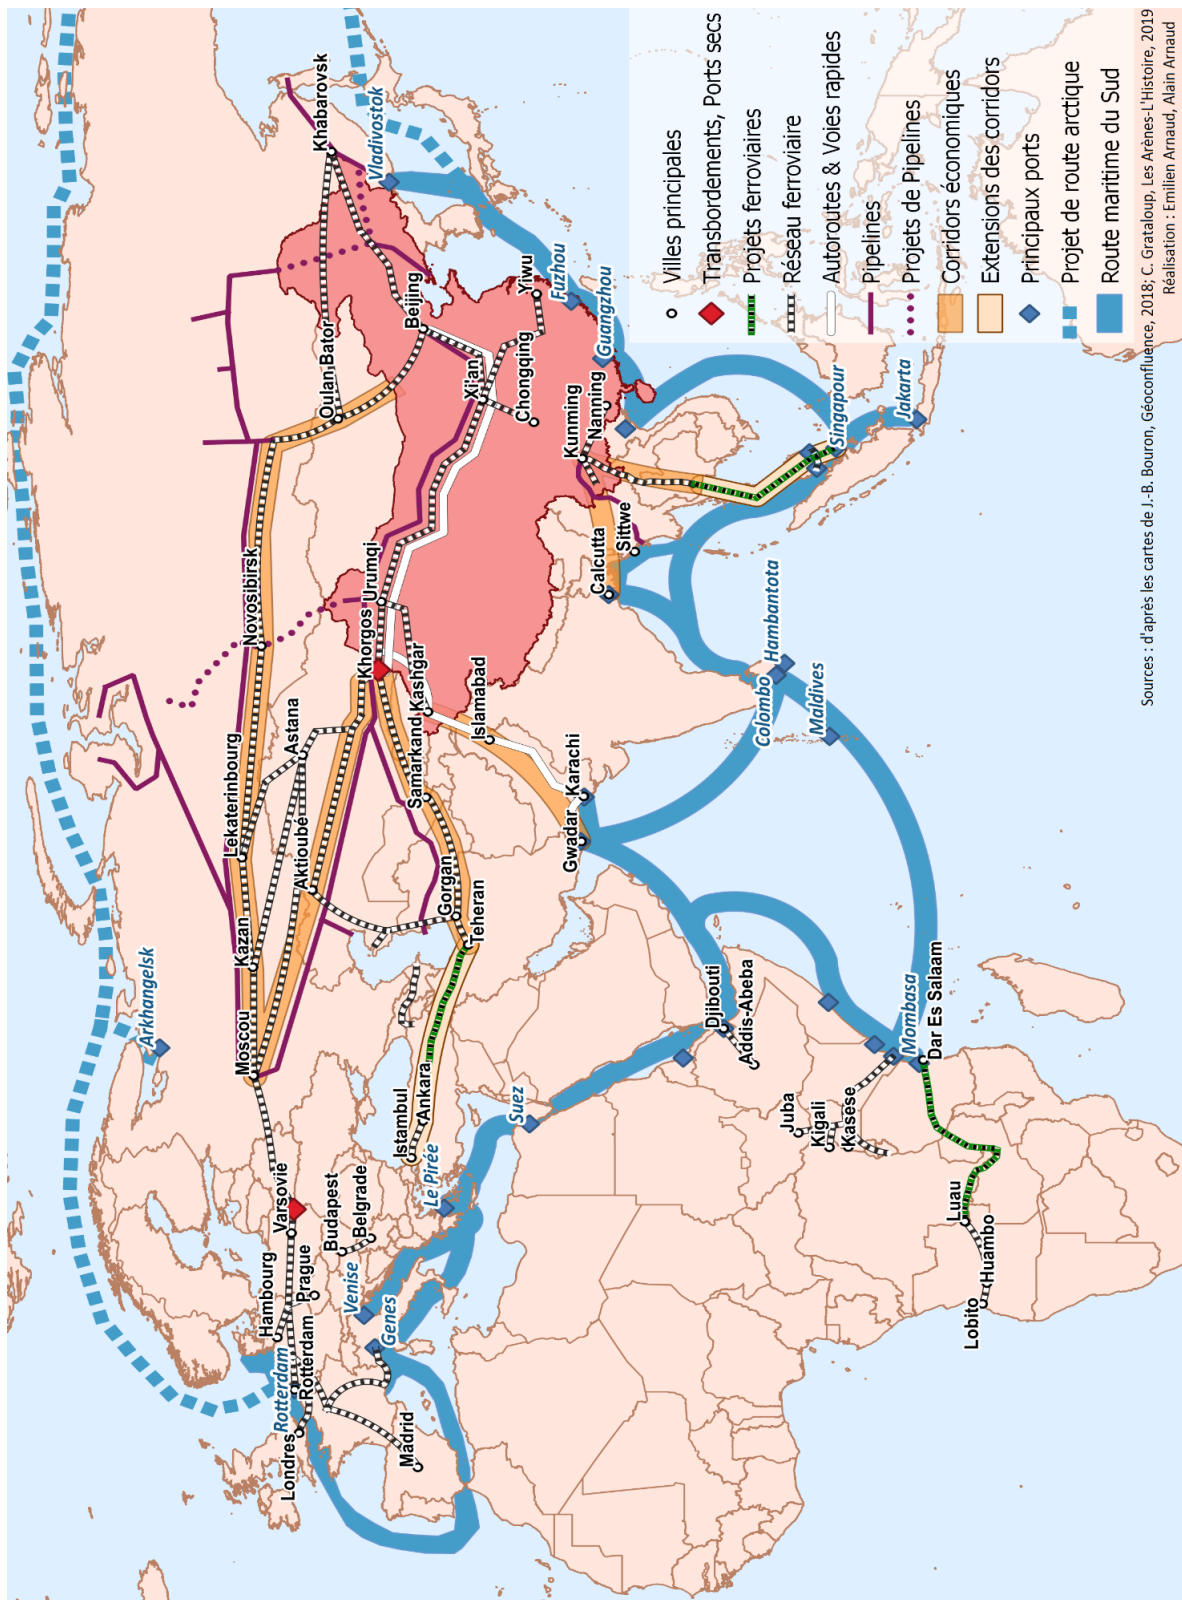 Khabarovsk
Vladivostok
Oulan Bator
Beijing
Yiwu
Fuzhou
Guangzhou
Xi'an
Chongqing
Kunming
Nanning
Singapour
Jakarta
Novosibirsk
Urumqi
Khorgos
Kashgar
Calcutta
Sittwe
Islamabad
Hambantota
Colombo
Maldives
Lekaterinbourg
Astana
Samarkand
Karachi
Aktioubé
Gorgan
Teheran
Gwadar
Kazan
Arkhangelsk
Moscou
Djibouti
Addis-Abeba
Mombasa
Dar Es Salaam
Istambul
Ankara
Suez
Juba
Kigali
Kasese
Varsovie
Budapest
Belgrade
Le Pirée
Luau
Hambourg
Prague
Venise
Genes
Huambo
Lobito
Rotterdam
Rotterdam
Londres
Madrid
Villes principales
Transbordements, Ports secs
Projets ferroviaires
Réseau ferroviaire
Autoroutes & Voies rapides
Pipelines
Projets de Pipelines
Corridors économiques
Extensions des corridors
Principaux ports
Projet de route arctique
Route maritime du Sud
Sources : d'après les cartes de J.-B. Bouron, Géoconfluence, 2018; C. Grataloup, Les Arènes-L'Histoire, 2019
Réalisation : Emilien Arnaud, Alain Arnaud